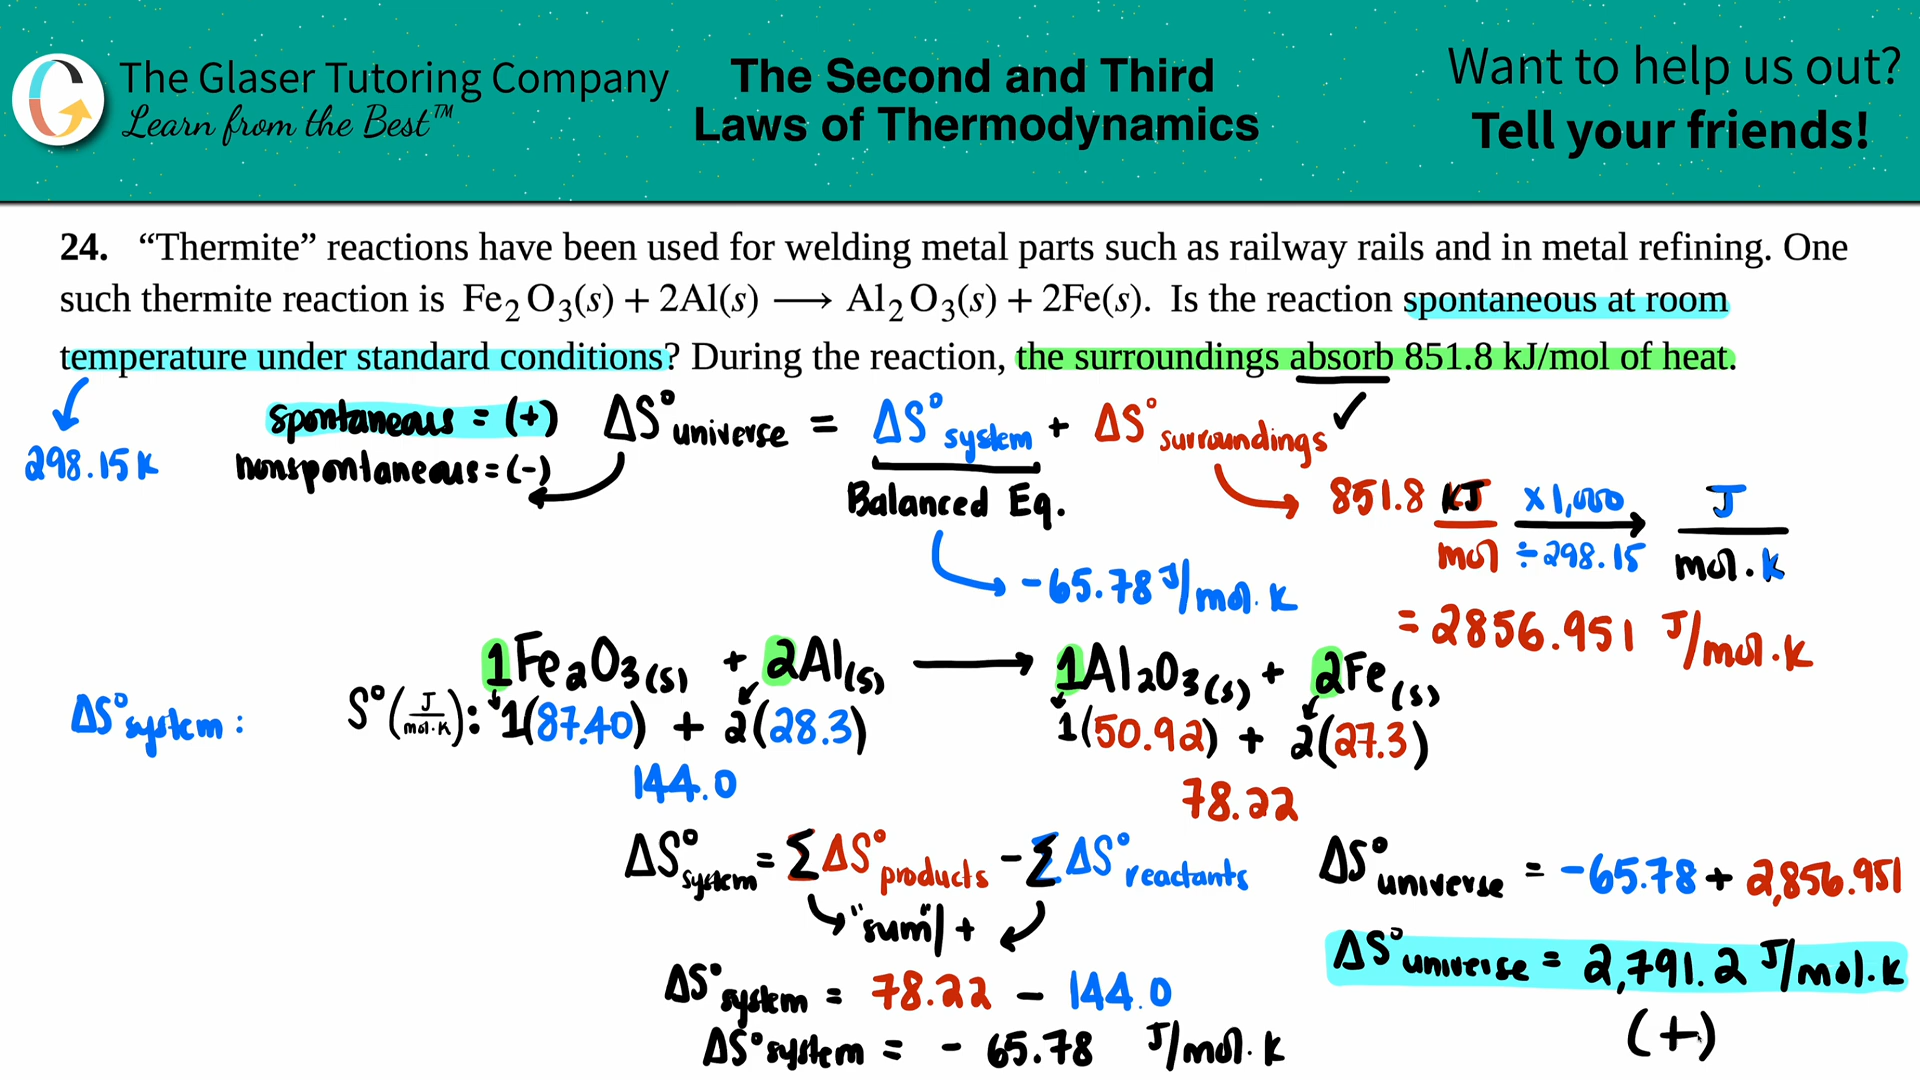 The Glaser Tutoring Company
Learn from the Best™
The Second and Third
Laws of Thermodynamics
Want to help us out?
Tell your friends!
24. “Thermite” reactions have been used for welding metal parts such as railway rails and in metal refining. One
such thermite reaction is Fe₂O₃(s) + 2Al(s) ⟶ Al₂O₃(s) + 2Fe(s). Is the reaction spontaneous at room
temperature under standard conditions? During the reaction, the surroundings absorb 851.8 kJ/mol of heat.
298.15 K
spontaneous = (+)
nonspontaneous = (-)
ΔS°universe = ΔS°system + ΔS°surroundings ✓
Balanced Eq.
-65.78 J/mol·K
851.8 kJ/mol x1,000 ÷298.15 → J/mol·K
= 2856.951 J/mol·K
1Fe₂O₃(s) + 2Al(s) ⟶ 1Al₂O₃(s) + 2Fe(s)
ΔS°system:
S°(J/mol·K): 1(87.40) + 2(28.3) 1(50.92) + 2(27.3)
144.0 78.22
ΔS°system = ΣΔS°products - ΣΔS°reactants
"sum"/+
ΔS°system = 78.22 - 144.0
ΔS°system = - 65.78 J/mol·K
ΔS°universe = -65.78 + 2,856.951
ΔS°universe = 2,791.2 J/mol·K
(+)